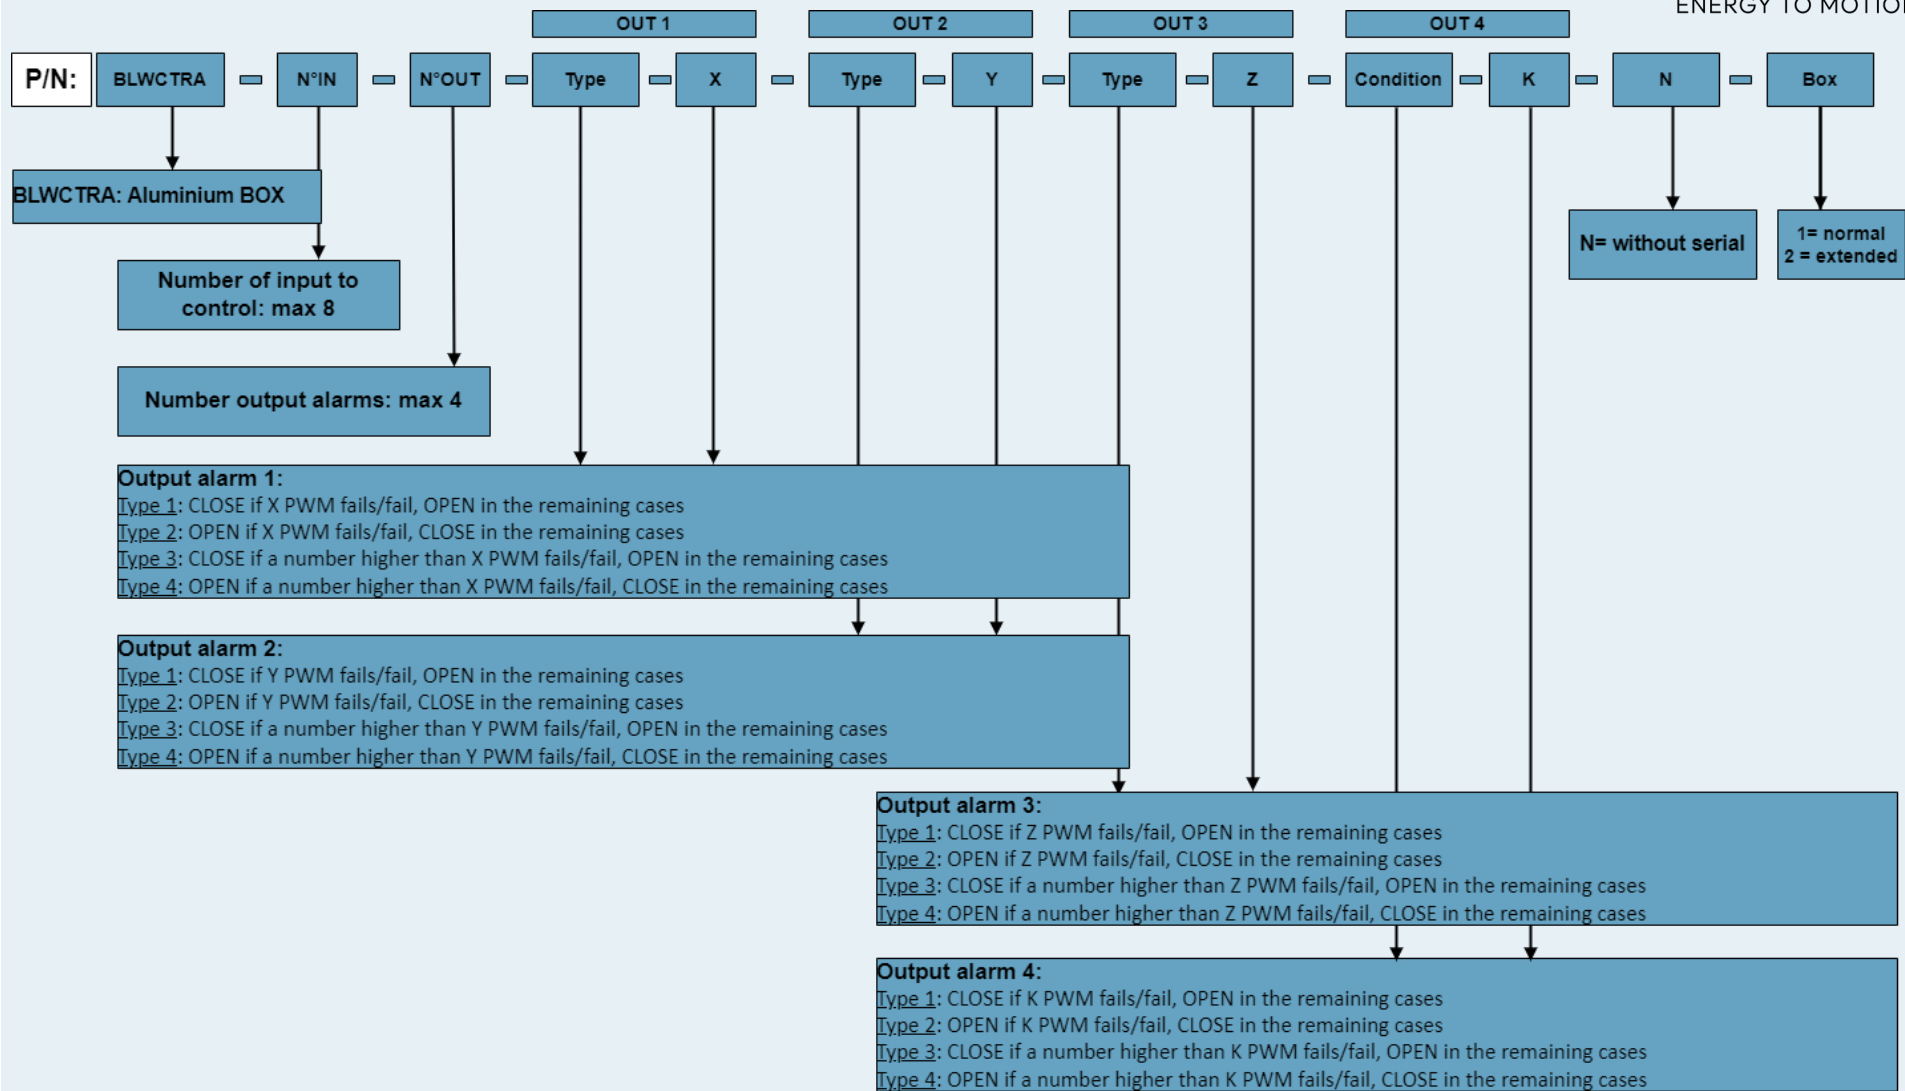 ENERGY TO MOTIO
OUT 1
OUT 2
OUT 3
OUT 4
P/N:
BLWCTRA
N°IN
N°OUT
Type
X
Type
Y
Type
Z
Condition
K
N
Box
BLWCTRA: Aluminium BOX
N= without serial
1= normal
2 = extended
Number of input to
control: max 8
Number output alarms: max 4
Output alarm 1:
Type 1: CLOSE if X PWM fails/fail, OPEN in the remaining cases
Type 2: OPEN if X PWM fails/fail, CLOSE in the remaining cases
Type 3: CLOSE if a number higher than X PWM fails/fail, OPEN in the remaining cases
Type 4: OPEN if a number higher than X PWM fails/fail, CLOSE in the remaining cases
Output alarm 2:
Type 1: CLOSE if Y PWM fails/fail, OPEN in the remaining cases
Type 2: OPEN if Y PWM fails/fail, CLOSE in the remaining cases
Type 3: CLOSE if a number higher than Y PWM fails/fail, OPEN in the remaining cases
Type 4: OPEN if a number higher than Y PWM fails/fail, CLOSE in the remaining cases
Output alarm 3:
Type 1: CLOSE if Z PWM fails/fail, OPEN in the remaining cases
Type 2: OPEN if Z PWM fails/fail, CLOSE in the remaining cases
Type 3: CLOSE if a number higher than Z PWM fails/fail, OPEN in the remaining cases
Type 4: OPEN if a number higher than Z PWM fails/fail, CLOSE in the remaining cases
Output alarm 4:
Type 1: CLOSE if K PWM fails/fail, OPEN in the remaining cases
Type 2: OPEN if K PWM fails/fail, CLOSE in the remaining cases
Type 3: CLOSE if a number higher than K PWM fails/fail, OPEN in the remaining cases
Type 4: OPEN if a number higher than K PWM fails/fail, CLOSE in the remaining cases